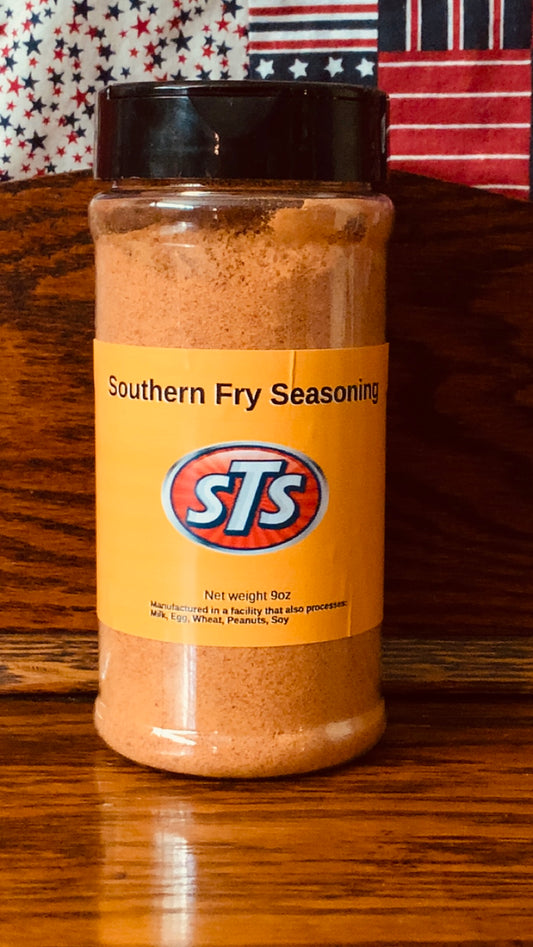 Southern Fry Seasoning
STS
Net weight 9oz
Manufactured in a facility that also processes:
Milk, Egg, Wheat, Peanuts, Soy